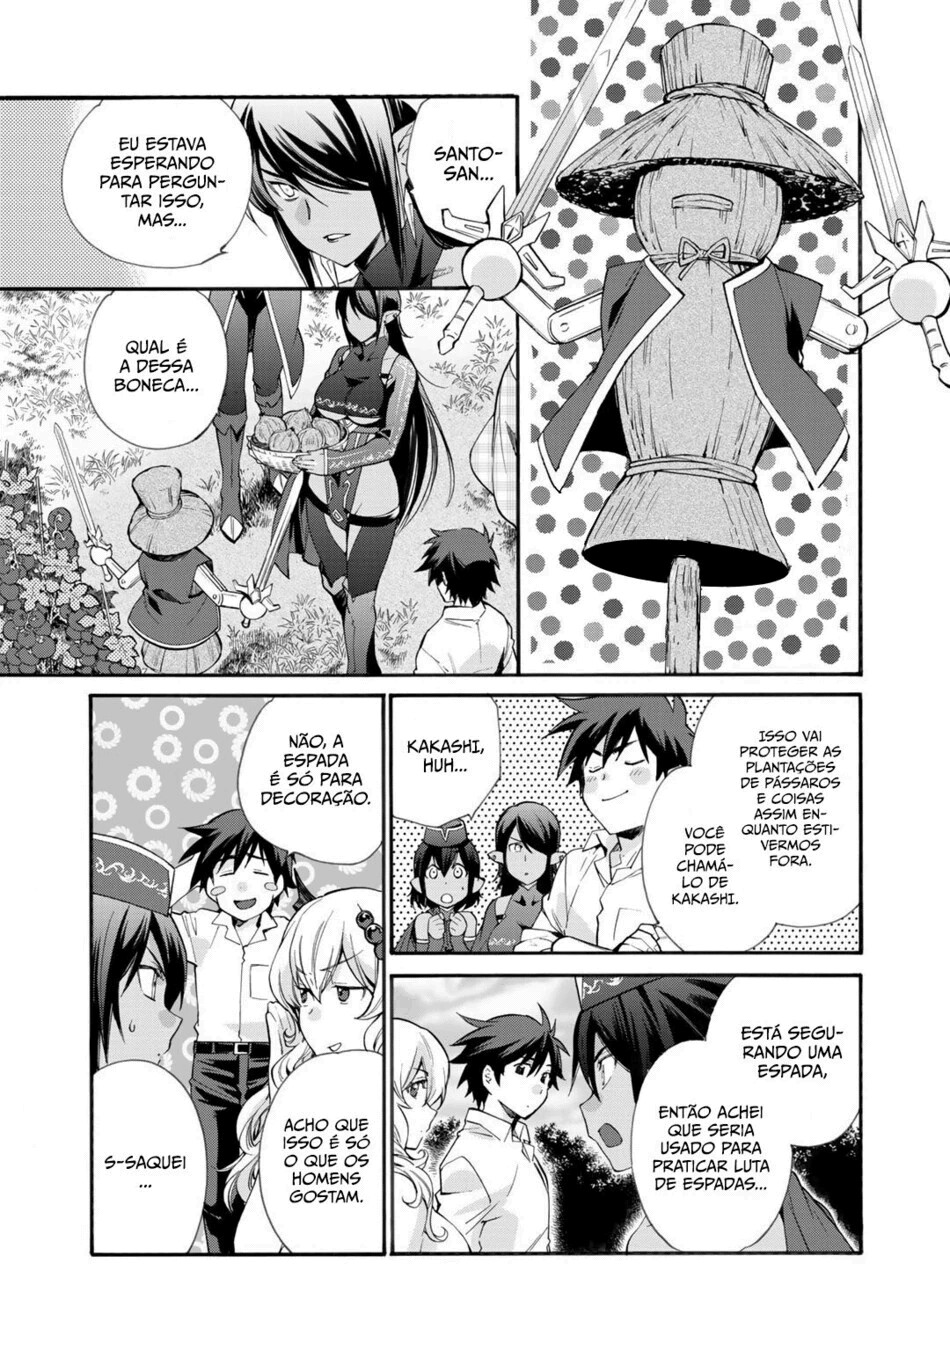 SANTO-
SAN...
EU ESTAVA
ESPERANDO
PARA PERGUN-
TAR ISSO,
MAS...
QUAL É
A DESSA
BONECA...
ISSO VAI
PROTEGER AS
PLANTAÇÕES
DE PÁSSAROS
E COISAS
ASSIM EN-
QUANTO ESTI-
VERMOS
FORA.
VOCÊ
PODE
CHAMÁ-
LO DE
KAKASHI.
KAKASHI,
HUH...
ESTÁ SEGU-
RANDO UMA
ESPADA,
ENTÃO ACHEI
QUE SERIA
USADO PARA
PRATICAR LUTA
DE ESPADAS...
NÃO, A
ESPADA
É SÓ PARA
DECORAÇÃO.
ACHO QUE
ISSO É SÓ
O QUE OS
HOMENS
GOSTAM.
S-SAQUEI
...